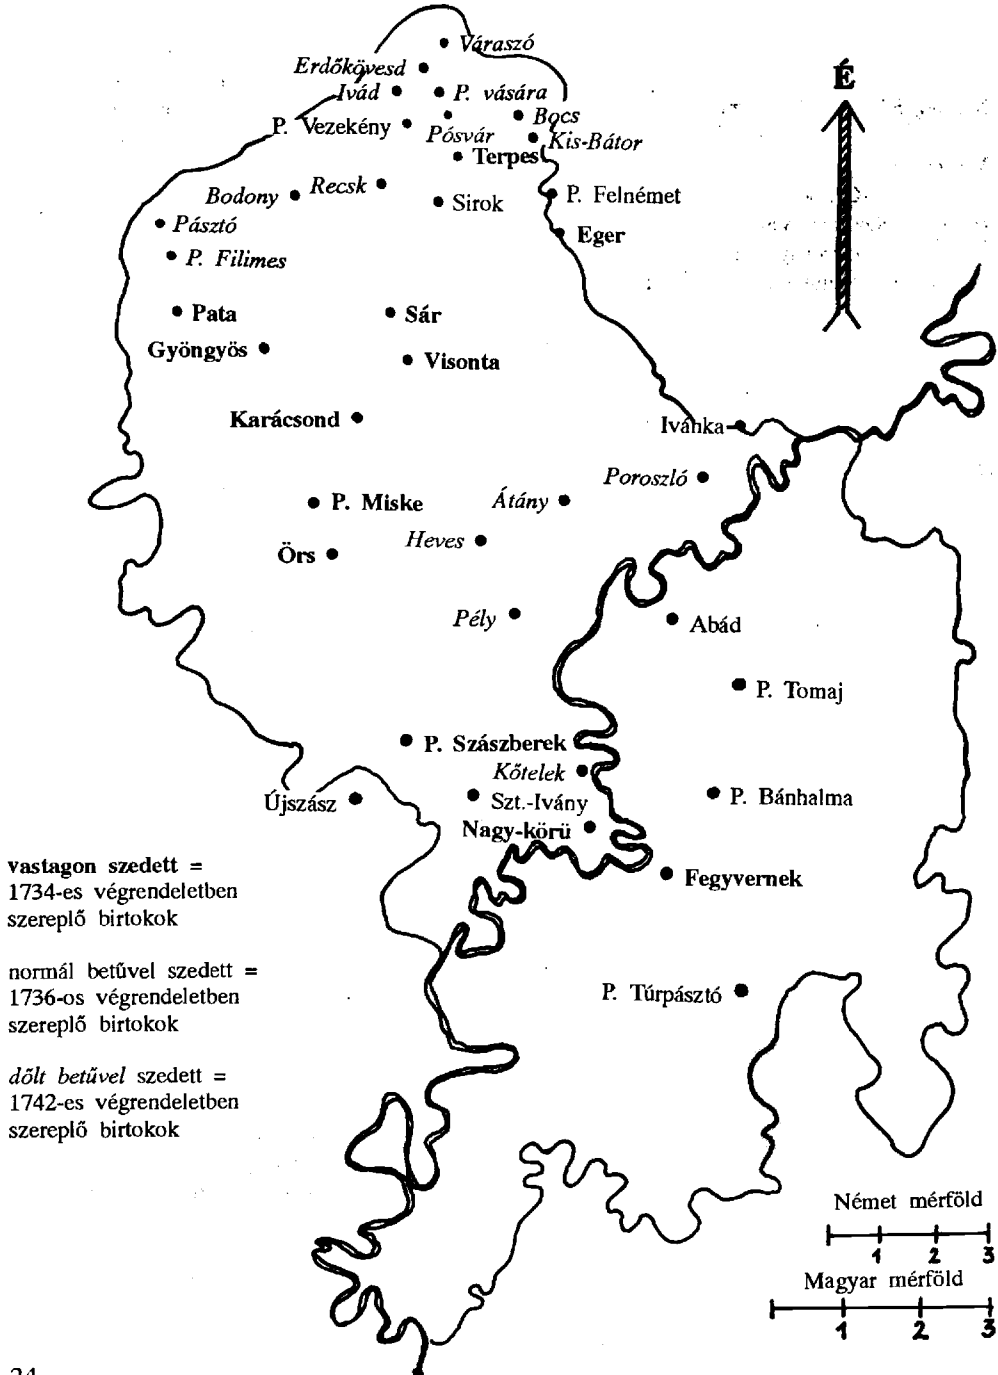 Váraszó
Erdőkövesd
Ivád
P. vására
Bocs
P. Vezekény
Pósvár
Kis-Bátor
Terpes
Recsk
Bodony
Sirok
P. Felnémet
Pásztó
Eger
P. Filimes
Pata
Sár
Gyöngyös
Visonta
Karácsond
Ivánka
Poroszló
P. Miske
Átány
Heves
Örs
Pély
Abád
P. Tomaj
P. Szászberek
Kőtelek
Újszász
Szt.-Ivány
P. Bánhalma
Nagy-körü
Fegyvernek
P. Túrpásztó
É
vastagon szedett =
1734-es végrendeletben
szereplő birtokok
normál betűvel szedett =
1736-os végrendeletben
szereplő birtokok
dőlt betűvel szedett =
1742-es végrendeletben
szereplő birtokok
Német mérföld
1 2 3
Magyar mérföld
1 2 3